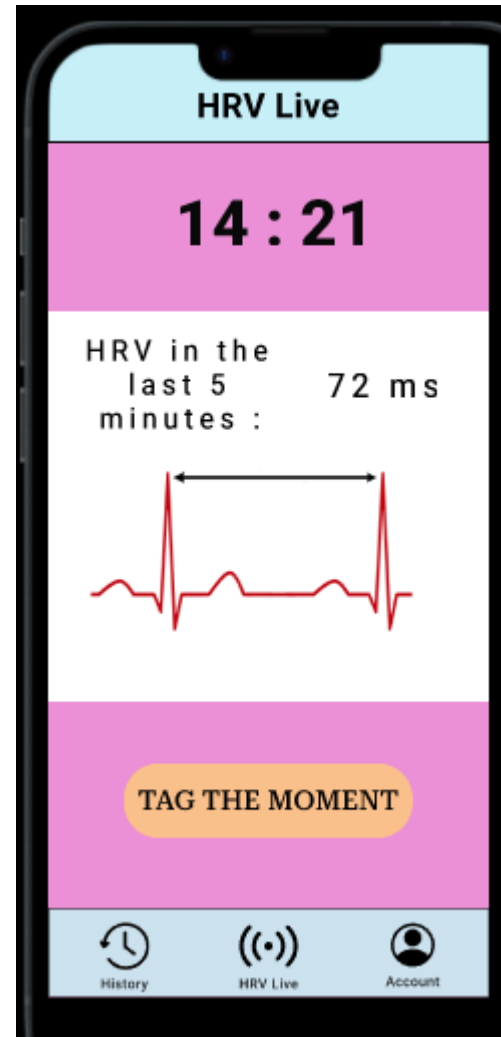 HRV Live
14 : 21
HRV in the
last 5
minutes :
72 ms
TAG THE MOMENT
History
HRV Live
Account